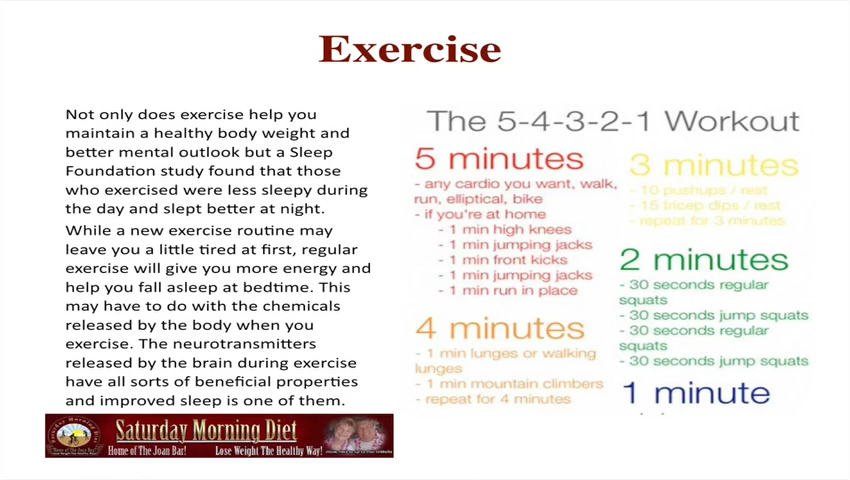 Exercise
Not only does exercise help you
maintain a healthy body weight and
better mental outlook but a Sleep
Foundation study found that those
who exercised were less sleepy during
the day and slept better at night.
While a new exercise routine may
leave you a little tired at first, regular
exercise will give you more energy and
help you fall asleep at bedtime. This
may have to do with the chemicals
released by the body when you
exercise. The neurotransmitters
released by the brain during exercise
have all sorts of beneficial properties
and improved sleep is one of them.
The 5-4-3-2-1 Workout
5 minutes
- any cardio you want, walk,
run, elliptical, bike
- if you're at home
- 1 min high knees
- 1 min jumping jacks
- 1 min front kicks
- 1 min jumping jacks
- 1 min run in place
4 minutes
- 1 min lunges or walking
lunges
- 1 min mountain climbers
- repeat for 4 minutes
3 minutes
- 10 pushups / rest
- 15 tricep dips / rest
- repeat for 3 minutes
2 minutes
- 30 seconds regular
squats
- 30 seconds jump squats
- 30 seconds regular
squats
- 30 seconds jump squats
1 minute
Saturday Morning Diet
Home of The Joan Bar! Lose Weight The Healthy Way!